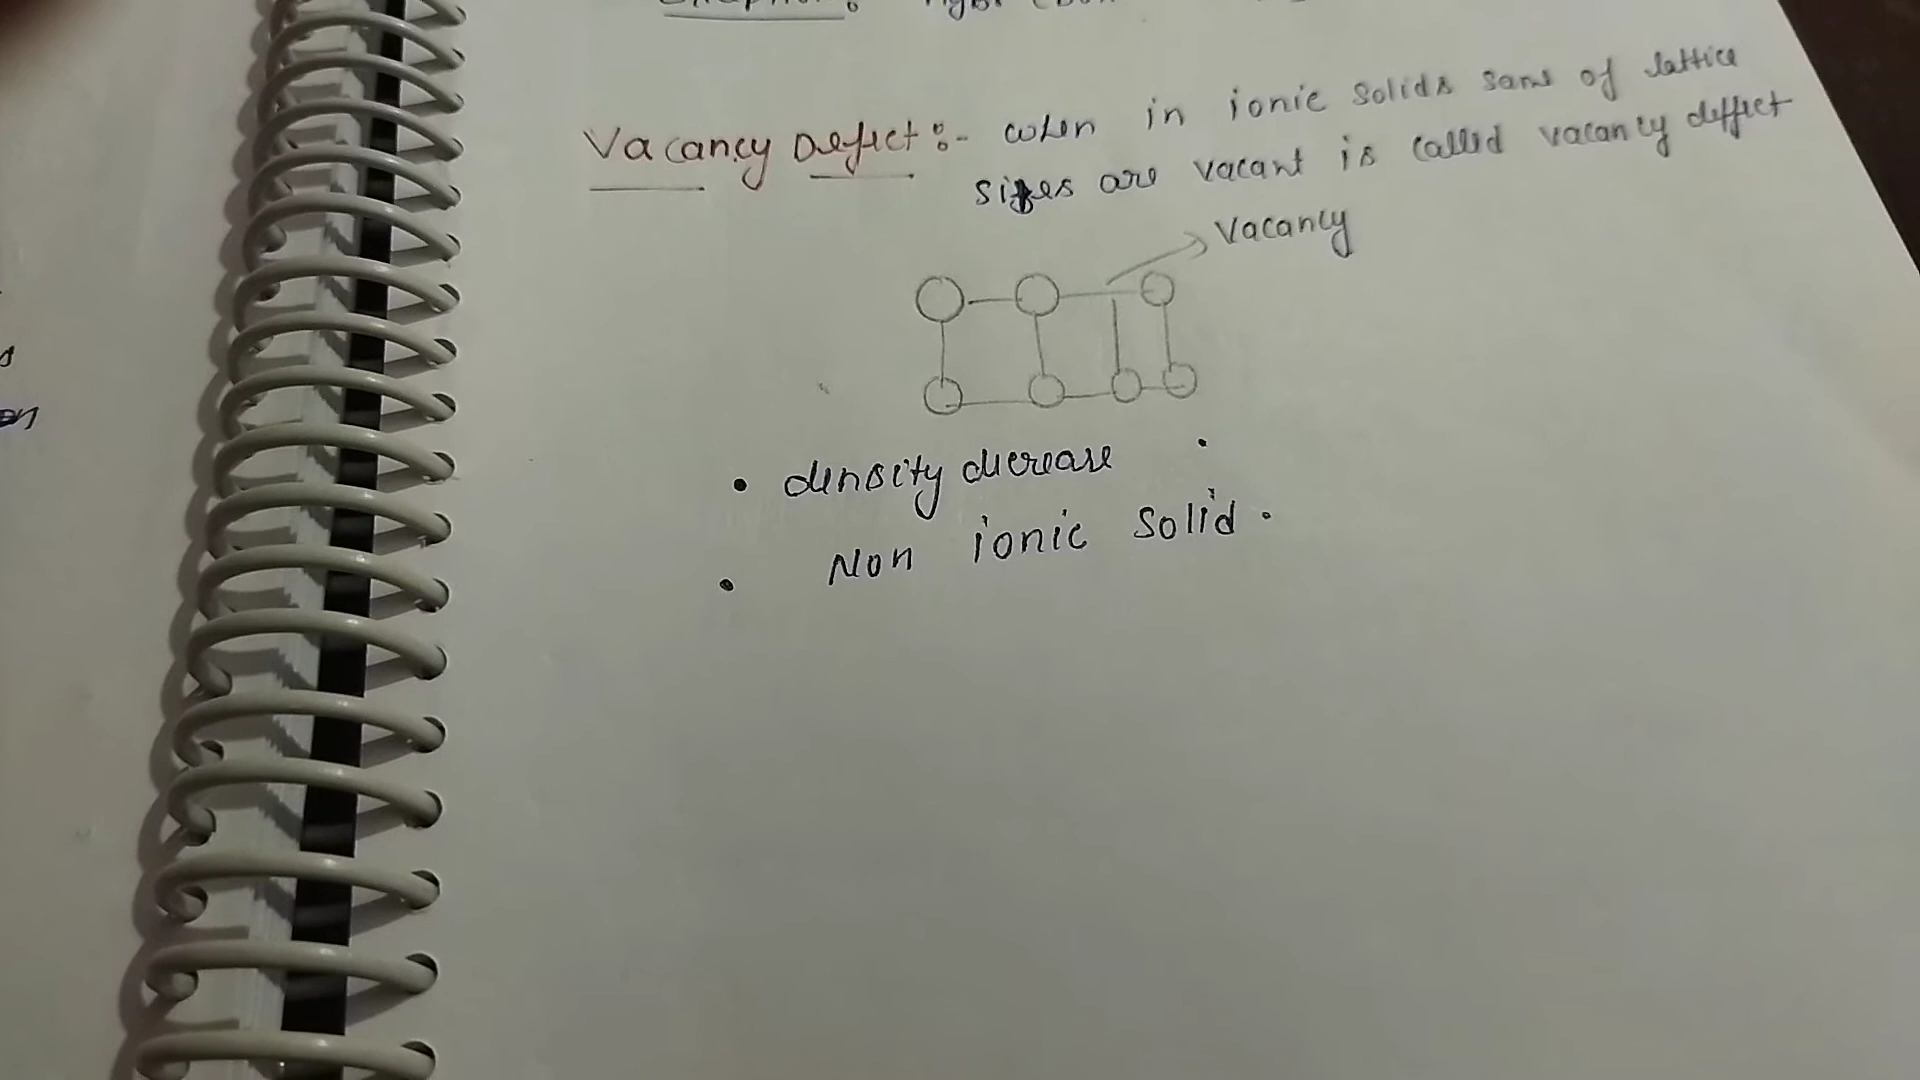 Vacancy Defect :- when in ionic solids some of lattice
sites are vacant is called vacancy deffect
Vacancy
• density decrease
• Non ionic solid.